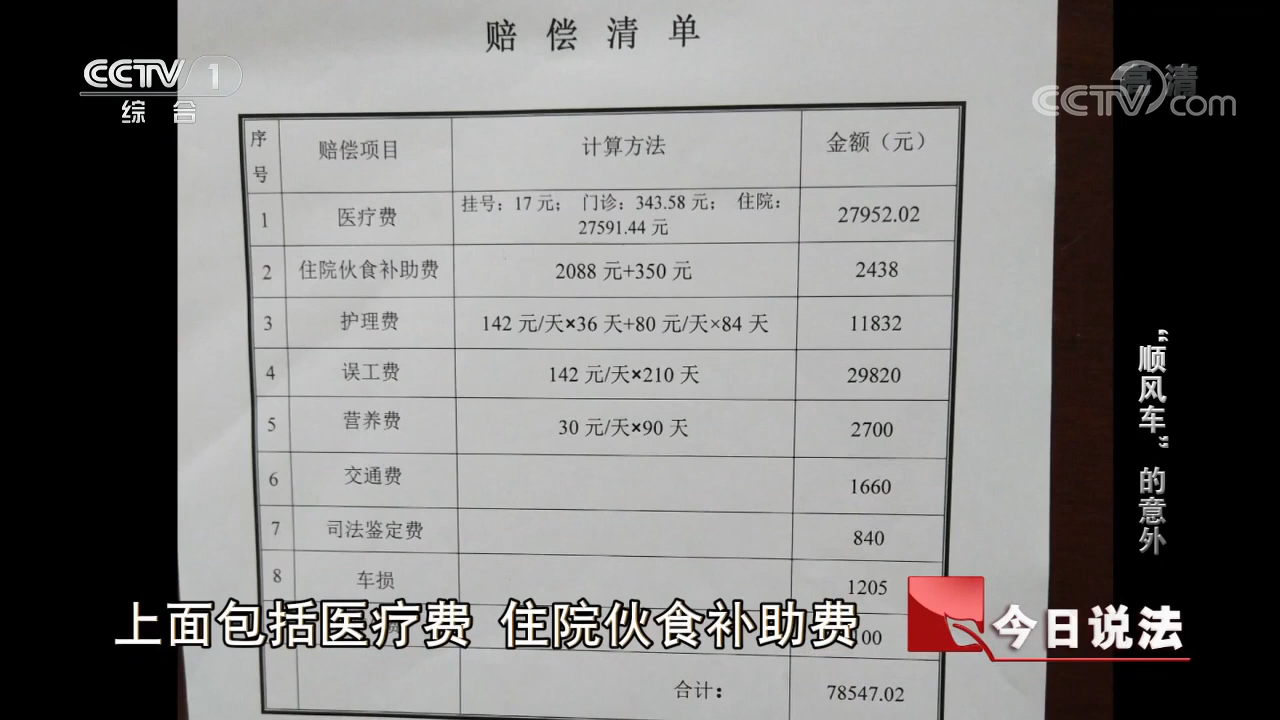 赔偿清单
CCTV 1
综合
高清
CCTV.com
序号 赔偿项目 计算方法 金额（元）
1 医疗费 挂号：17元； 门诊：343.58元； 住院：
27591.44元 27952.02
2 住院伙食补助费 2088元+350元 2438
3 护理费 142元/天×36天+80元/天×84天 11832
4 误工费 142元/天×210天 29820
5 营养费 30元/天×90天 2700
6 交通费 1660
7 司法鉴定费 840
8 车损 1205
合计： 78547.02
“顺风车”的意外
上面包括医疗费 住院伙食补助费
今日说法